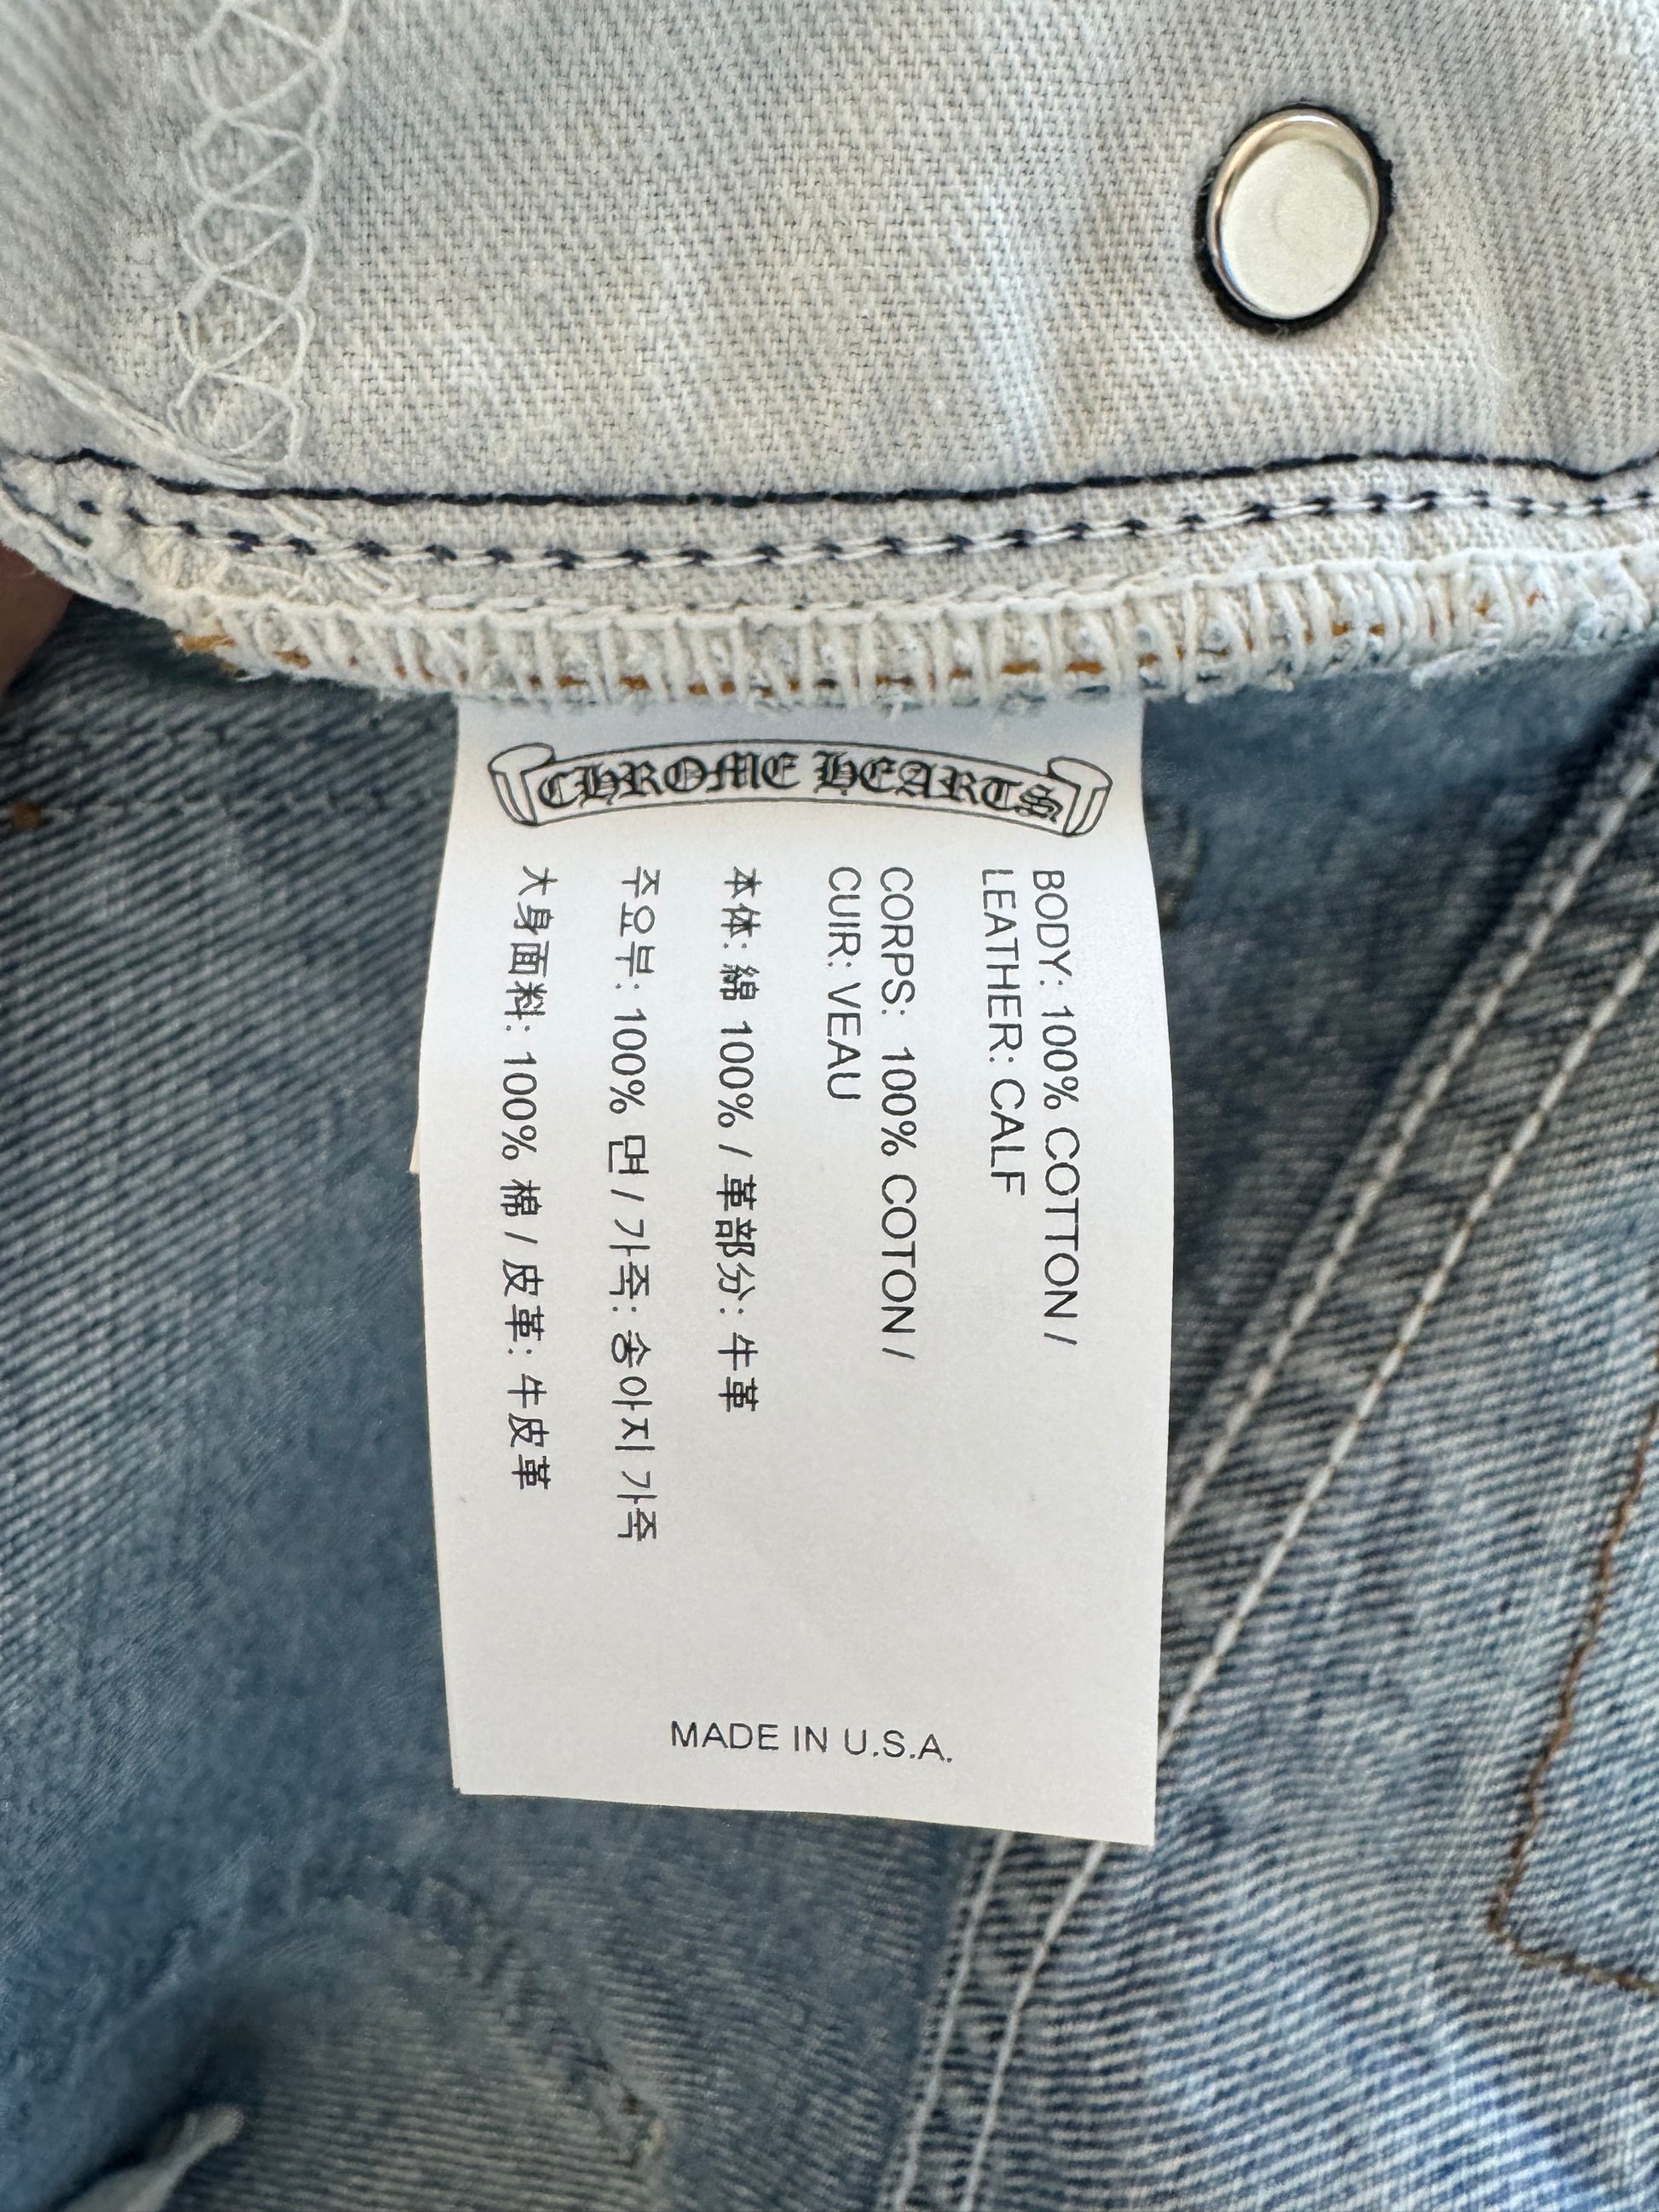 CHROME HEARTS
BODY: 100% COTTON /
LEATHER: CALF
CORPS: 100% COTON /
CUIR: VEAU
本体: 綿 100% / 革部分: 牛革
주요부: 100% 면 / 가죽: 송아지 가죽
大身面料: 100% 棉 / 皮革: 牛皮革
MADE IN U.S.A.